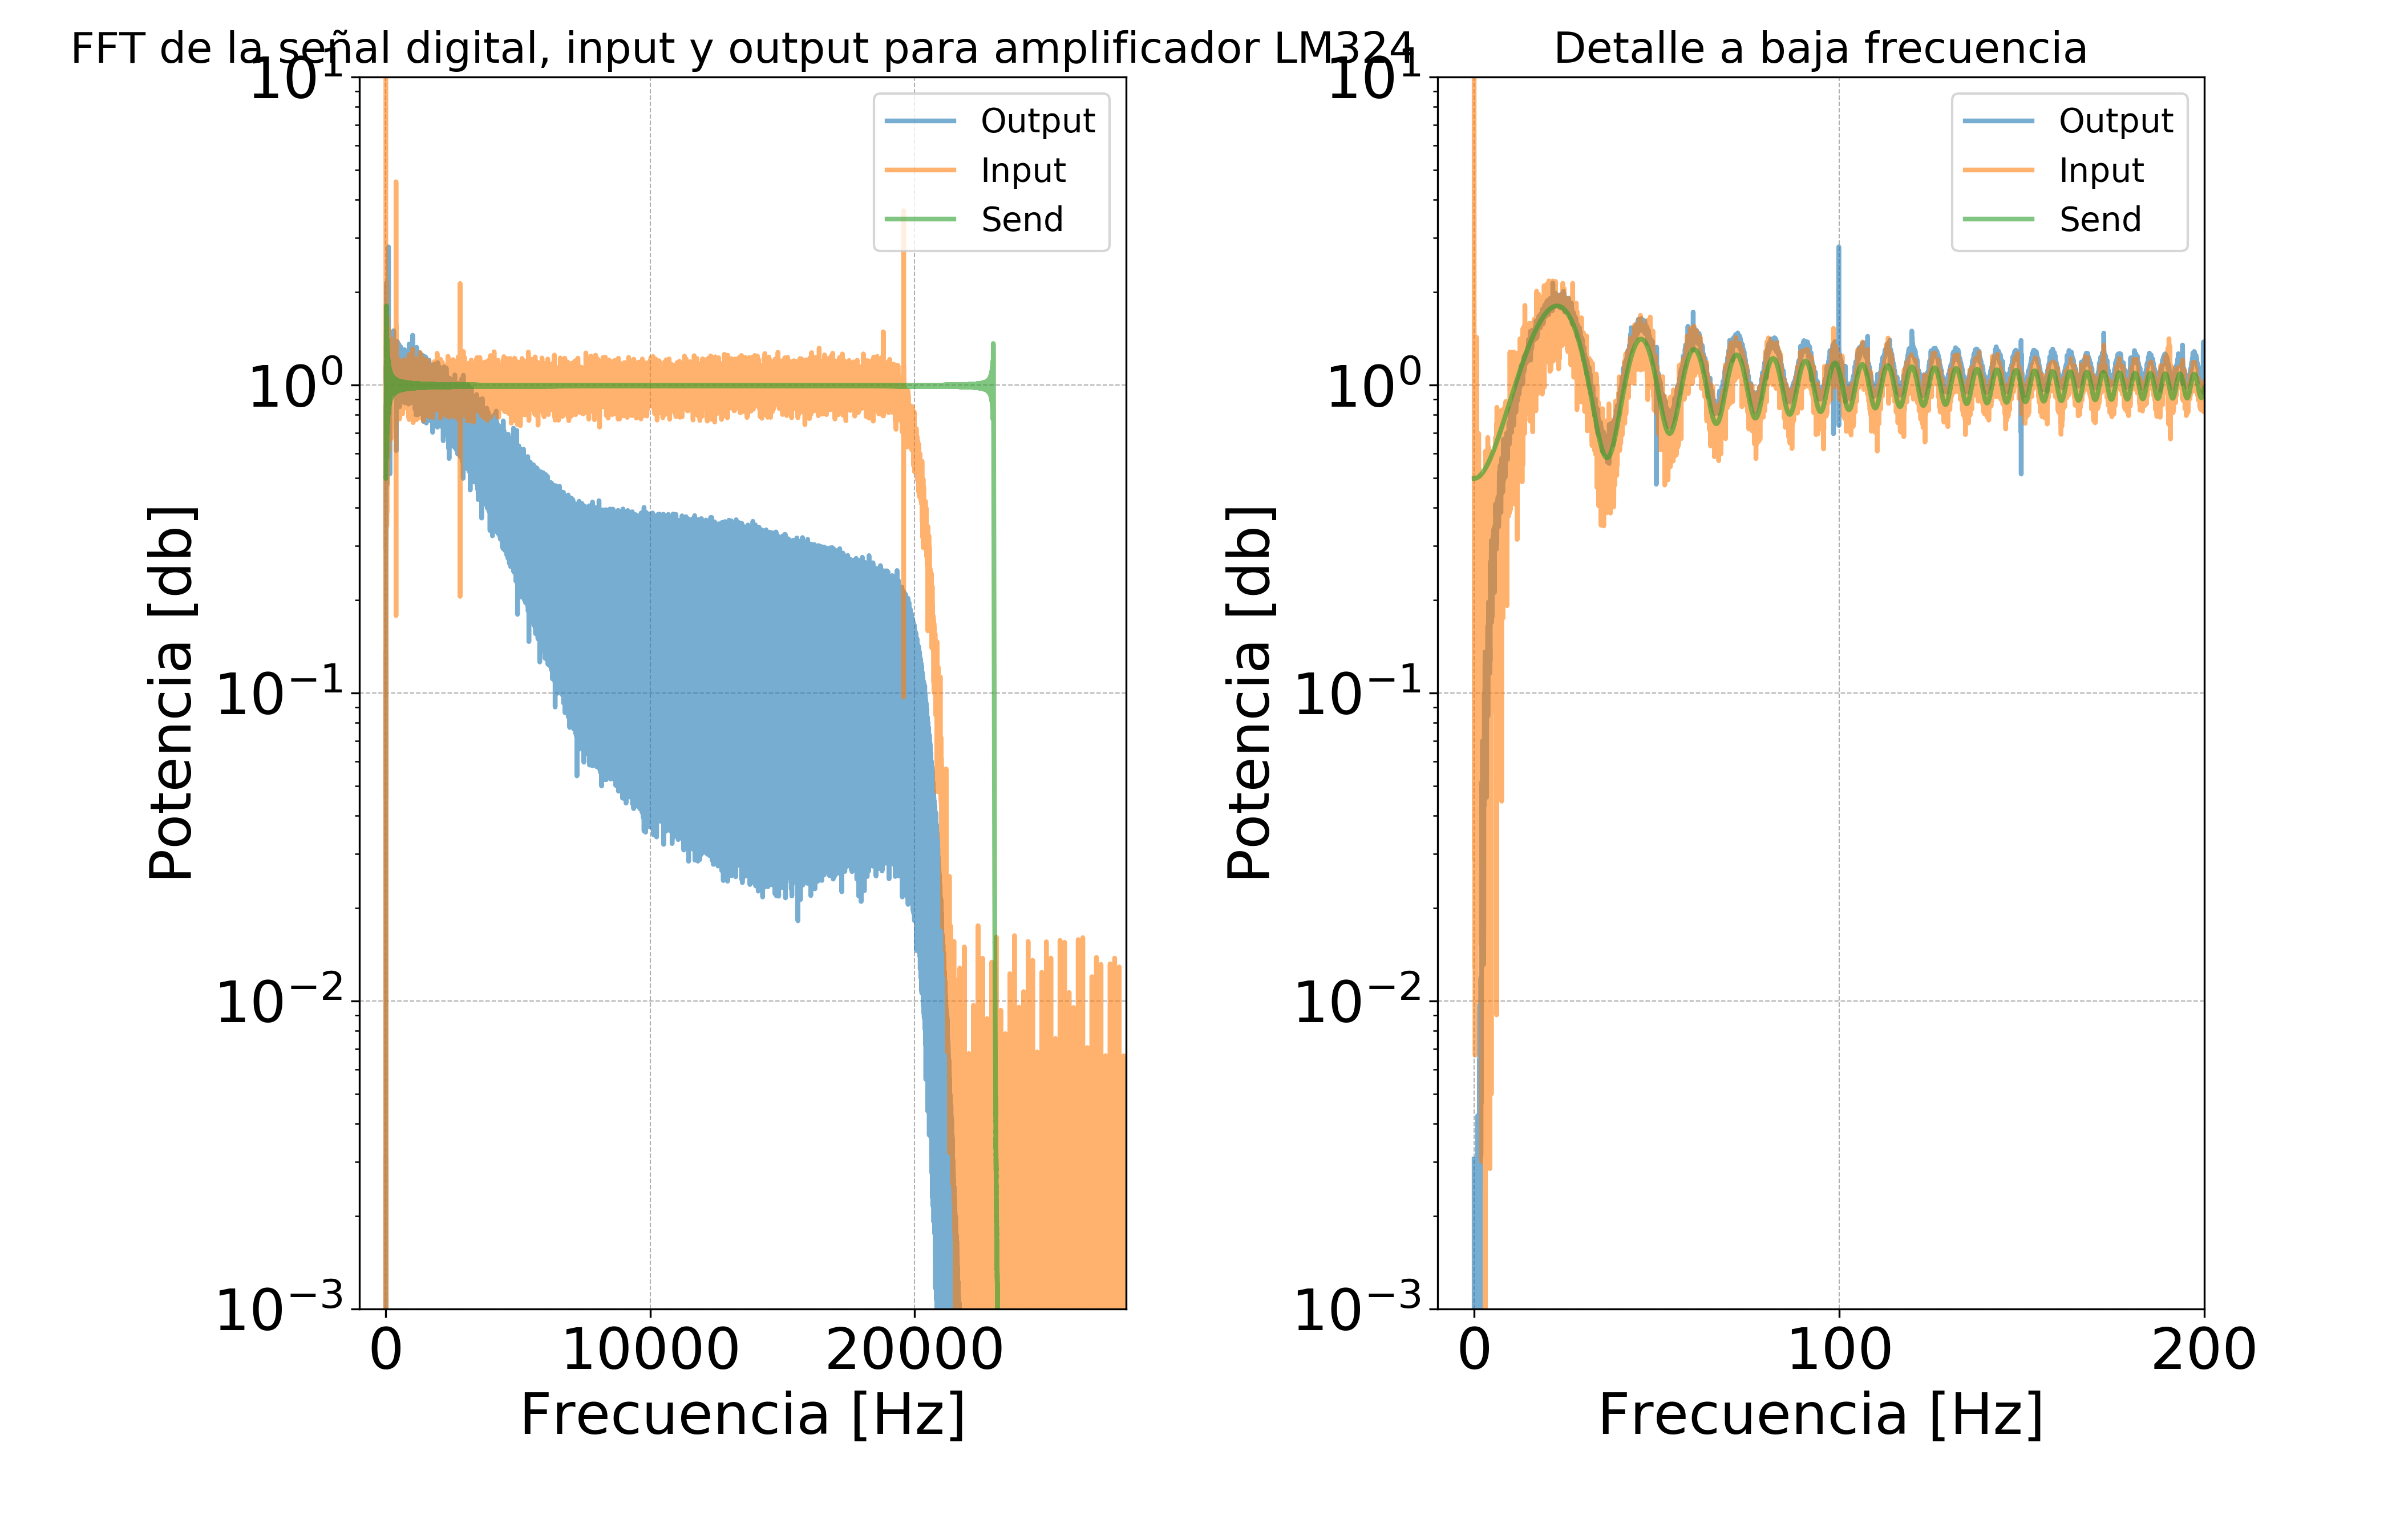 FFT de la señal digital, input y output para amplificador LM324
Detalle a baja frecuencia
10¹
10⁰
10⁻¹
10⁻²
10⁻³
Potencia [db]
Output
Input
Send
0 10000 20000
Frecuencia [Hz]
10¹
10⁰
10⁻¹
10⁻²
10⁻³
Potencia [db]
Output
Input
Send
0 100 200
Frecuencia [Hz]